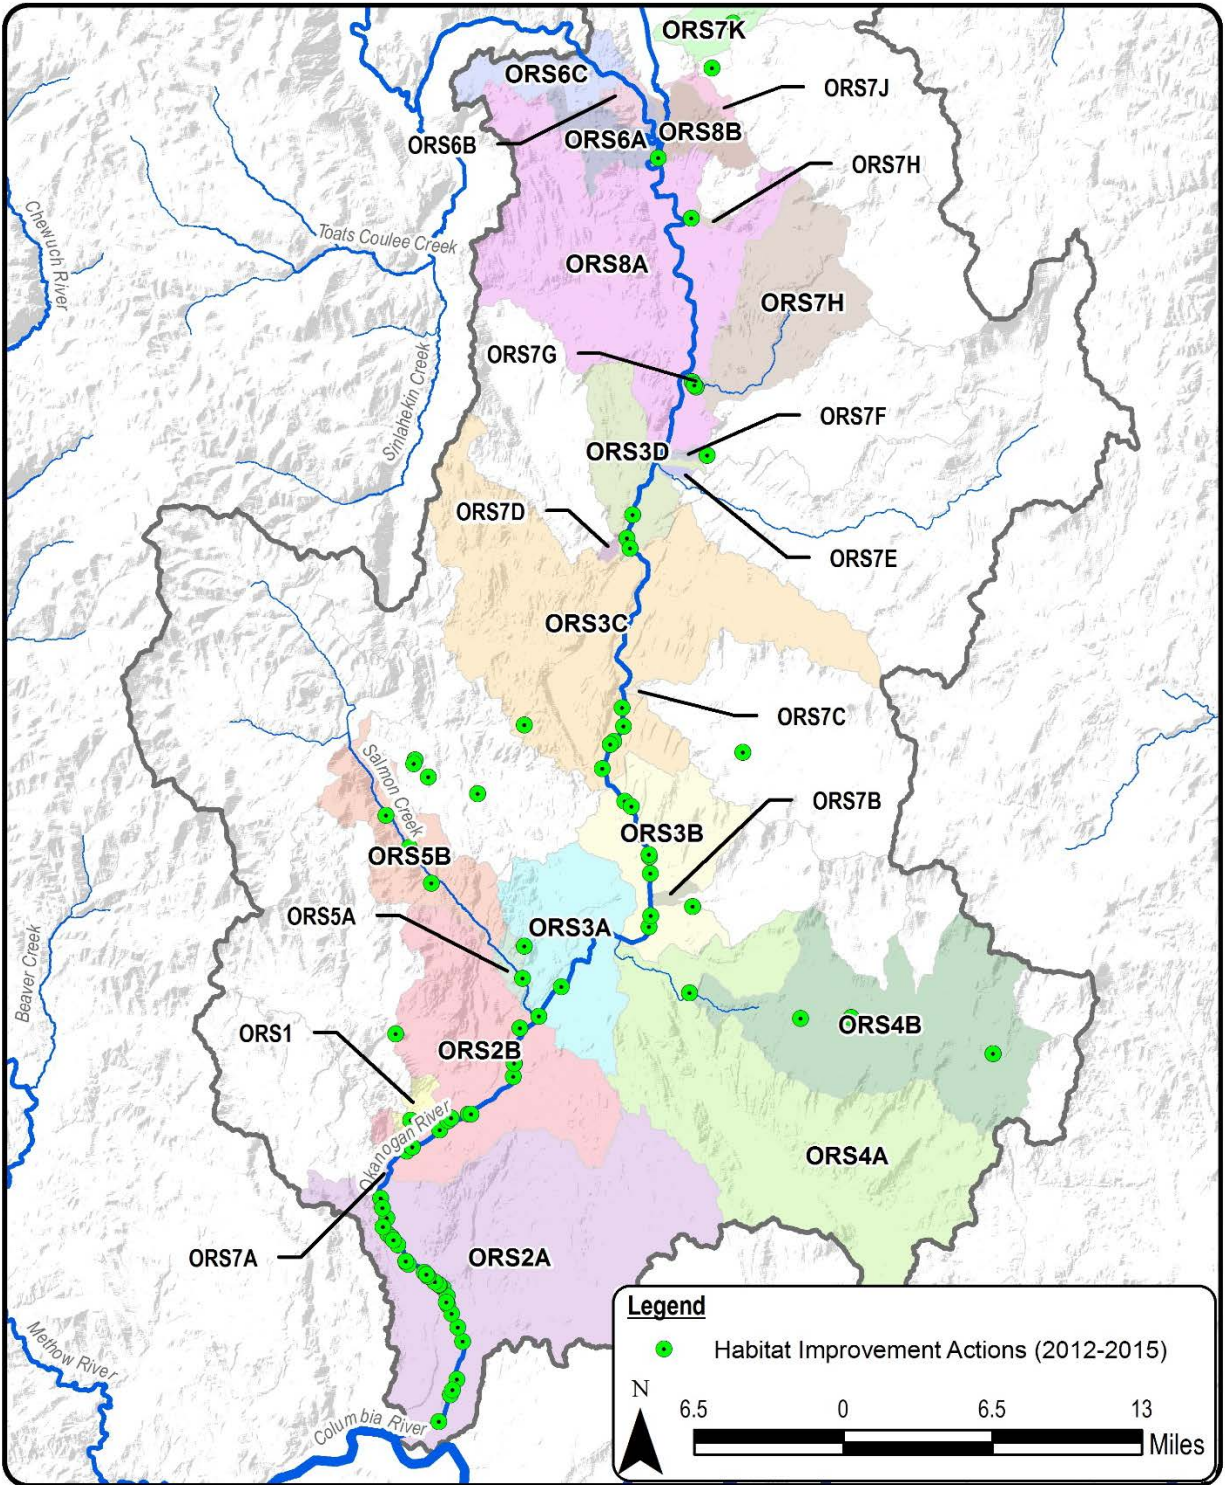 ORS7K
ORS6C
ORS7J
ORS6B
ORS6A
ORS8B
ORS7H
Chewuch River
Toats Coulee Creek
ORS8A
ORS7H
Sinlahekin Creek
ORS7G
ORS7F
ORS3D
ORS7D
ORS7E
ORS3C
ORS7C
Salmon Creek
ORS7B
ORS3B
ORS5B
ORS5A
ORS3A
Beaver Creek
ORS4B
ORS1
ORS2B
Okanogan River
ORS4A
ORS7A
ORS2A
Methow River
Columbia River
Legend
Habitat Improvement Actions (2012-2015)
N
6.5 0 6.5 13
Miles